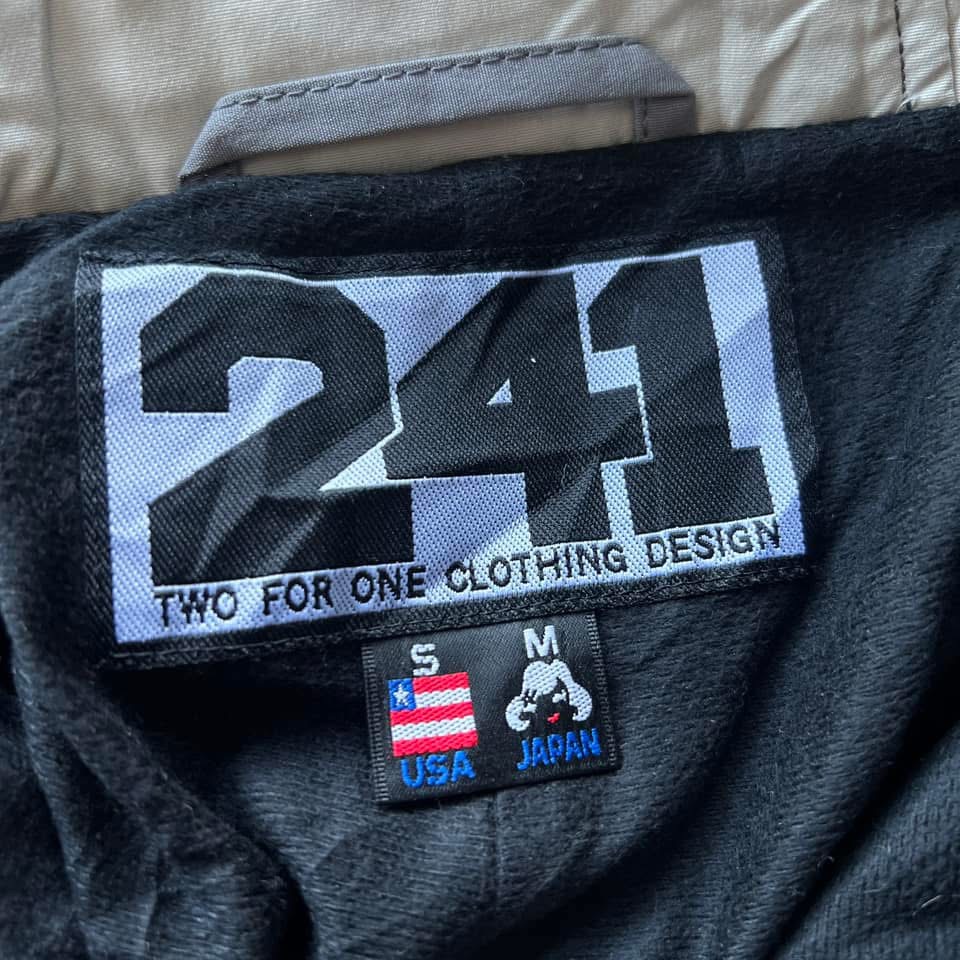 241
TWO FOR ONE CLOTHING DESIGN
S M
USA JAPAN